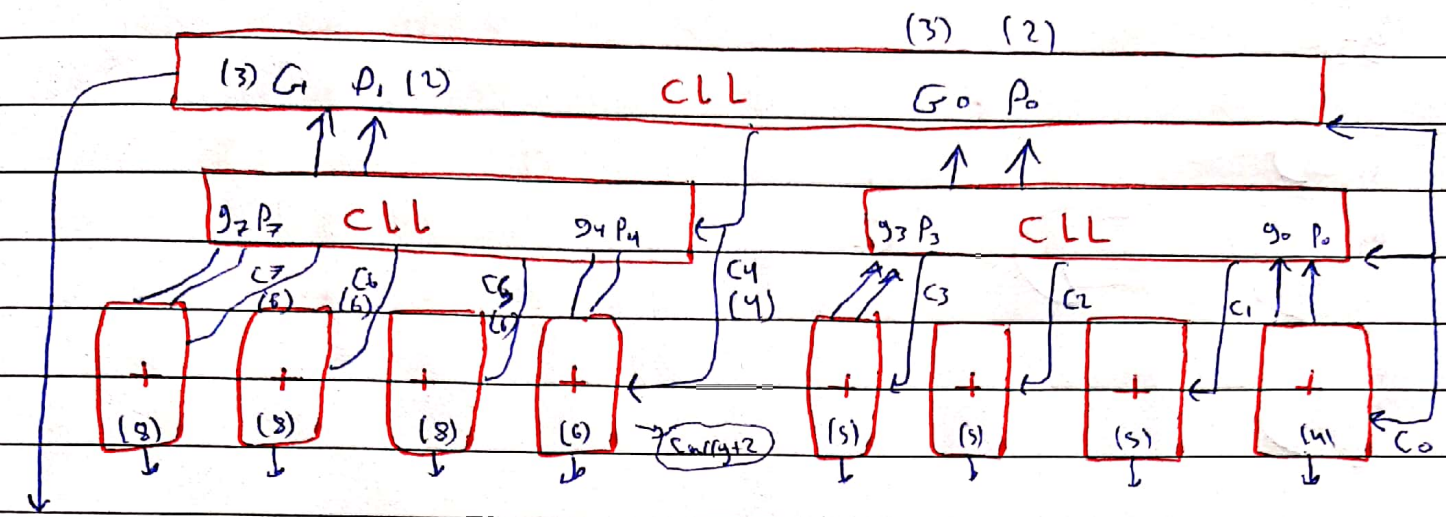 (3) (2)
(3) G₁ P₁ (2) CLL G0 P₀
g₇ P₇ CLL g4 P4 g3 P3 CLL g₀ P₀
C7 C6 C5 C4 C3 C2 C₁
(6) (6) (6) (4)
+ + + + + + + +
(8) (8) (8) (6) Carry+2 (5) (5) (5) (4) C₀